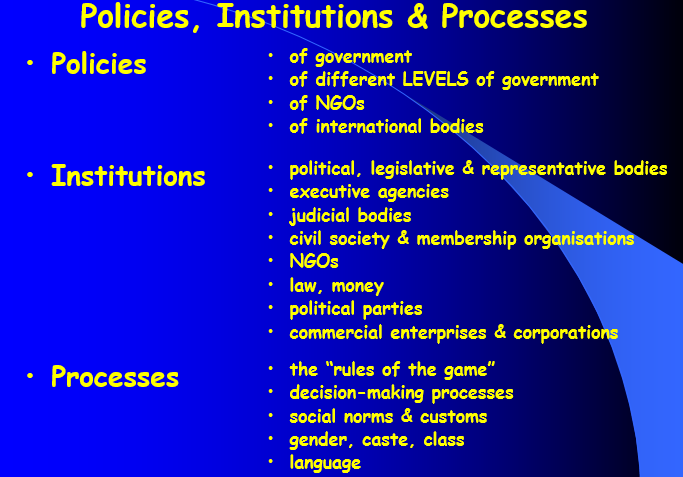 Policies, Institutions & Processes
• Policies
• of government
• of different LEVELS of government
• of NGOs
• of international bodies
• Institutions
• political, legislative & representative bodies
• executive agencies
• judicial bodies
• civil society & membership organisations
• NGOs
• law, money
• political parties
• commercial enterprises & corporations
• Processes
• the “rules of the game”
• decision-making processes
• social norms & customs
• gender, caste, class
• language